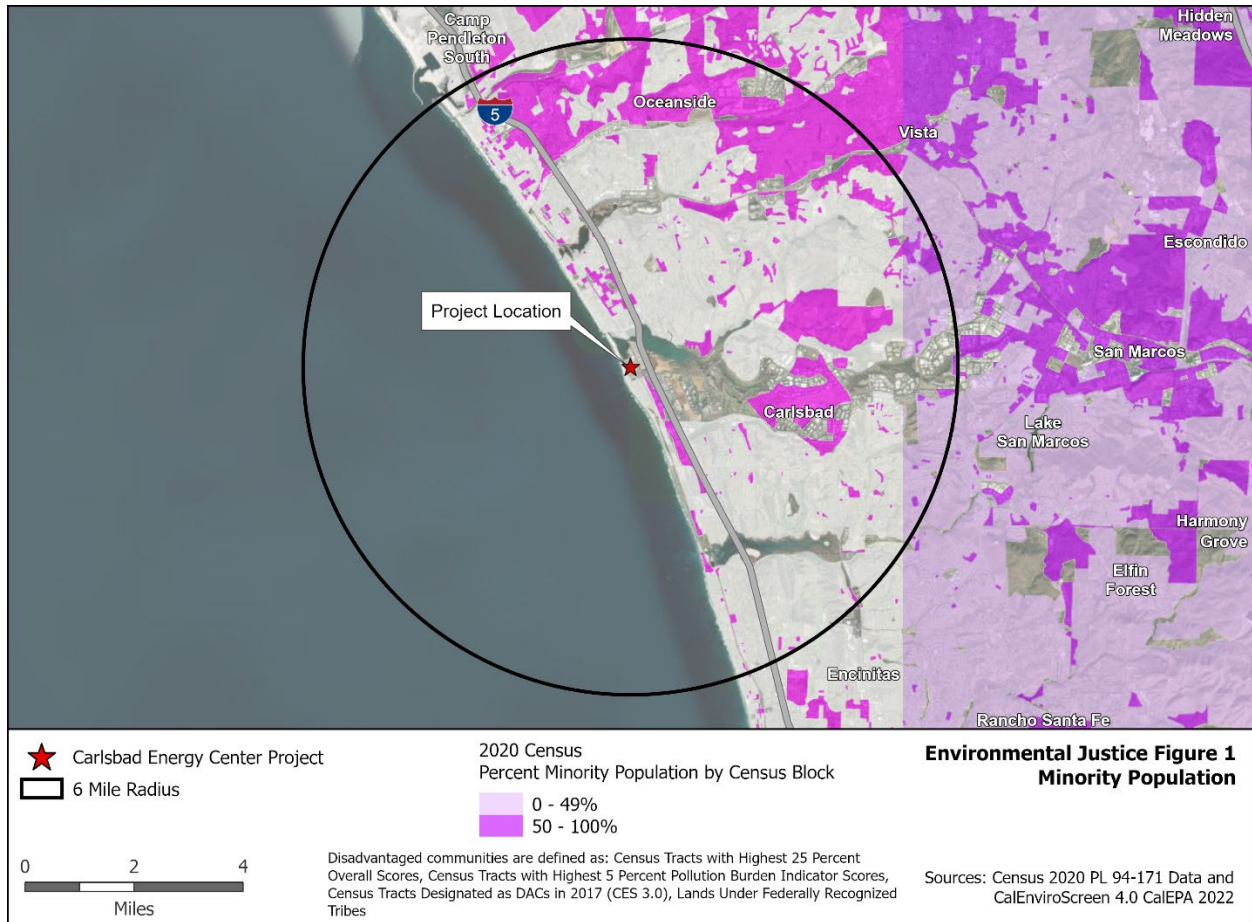 Camp
Pendleton
South
Hidden
Meadows
5
Oceanside
Vista
Escondido
Project Location
San Marcos
Carlsbad
Lake
San Marcos
Harmony
Grove
Elfin
Forest
Encinitas
Rancho Santa Fe
Carlsbad Energy Center Project
6 Mile Radius
0 2 4
Miles
2020 Census
Percent Minority Population by Census Block
0 - 49%
50 - 100%
Disadvantaged communities are defined as: Census Tracts with Highest 25 Percent
Overall Scores, Census Tracts with Highest 5 Percent Pollution Burden Indicator Scores,
Census Tracts Designated as DACs in 2017 (CES 3.0), Lands Under Federally Recognized
Tribes
Environmental Justice Figure 1
Minority Population
Sources: Census 2020 PL 94-171 Data and
CalEnviroScreen 4.0 CalEPA 2022